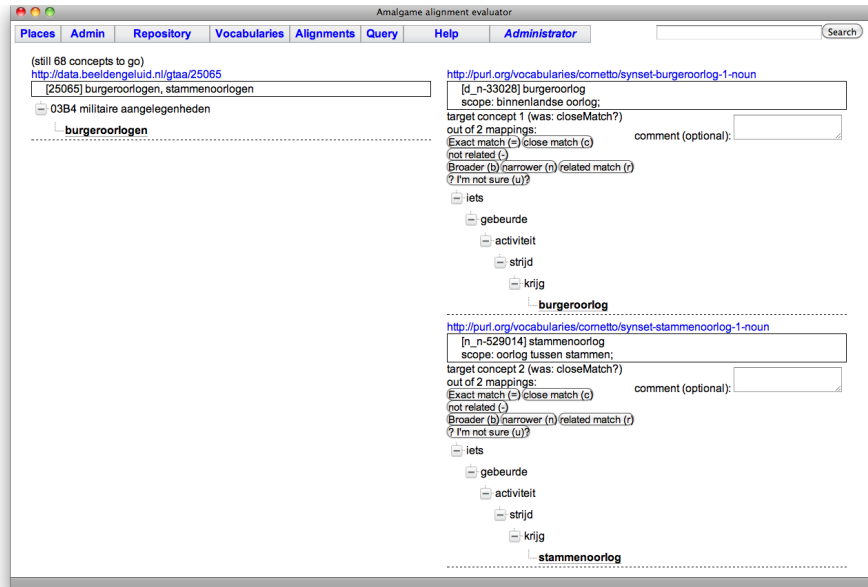 Amalgame alignment evaluator
Places Admin Repository Vocabularies Alignments Query Help Administrator Search
(still 68 concepts to go)
http://data.beeldengeluid.nl/gtaa/25065
[25065] burgeroorlogen, stammenoorlogen
03B4 militaire aangelegenheden
burgeroorlogen
http://purl.org/vocabularies/cornetto/synset-burgeroorlog-1-noun
[d_n-33028] burgeroorlog
scope: binnenlandse oorlog;
target concept 1 (was: closeMatch?)
out of 2 mappings:
comment (optional):
Exact match (=) close match (c)
not related (-)
Broader (b) narrower (n) related match (r)
? I'm not sure (u)?
iets
gebeurde
activiteit
strijd
krijg
burgeroorlog
http://purl.org/vocabularies/cornetto/synset-stammenoorlog-1-noun
[n_n-529014] stammenoorlog
scope: oorlog tussen stammen;
target concept 2 (was: closeMatch?)
out of 2 mappings:
comment (optional):
Exact match (=) close match (c)
not related (-)
Broader (b) narrower (n) related match (r)
? I'm not sure (u)?
iets
gebeurde
activiteit
strijd
krijg
stammenoorlog